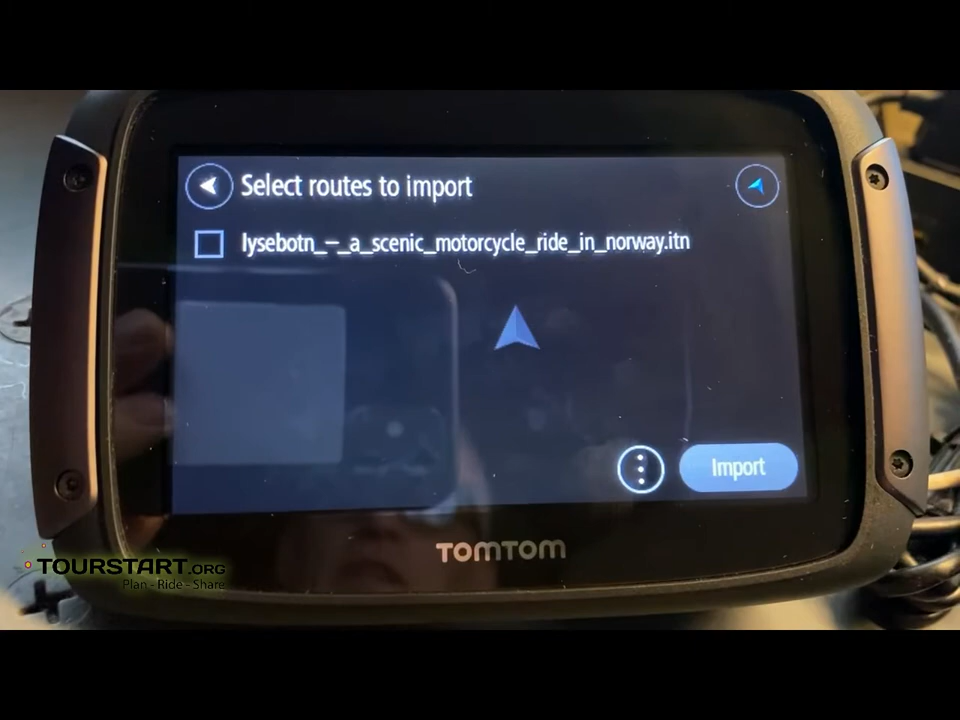 Select routes to import
lysebotn_–_a_scenic_motorcycle_ride_in_norway.itn
Import
TOMTOM
TOURSTART.ORG
Plan - Ride - Share